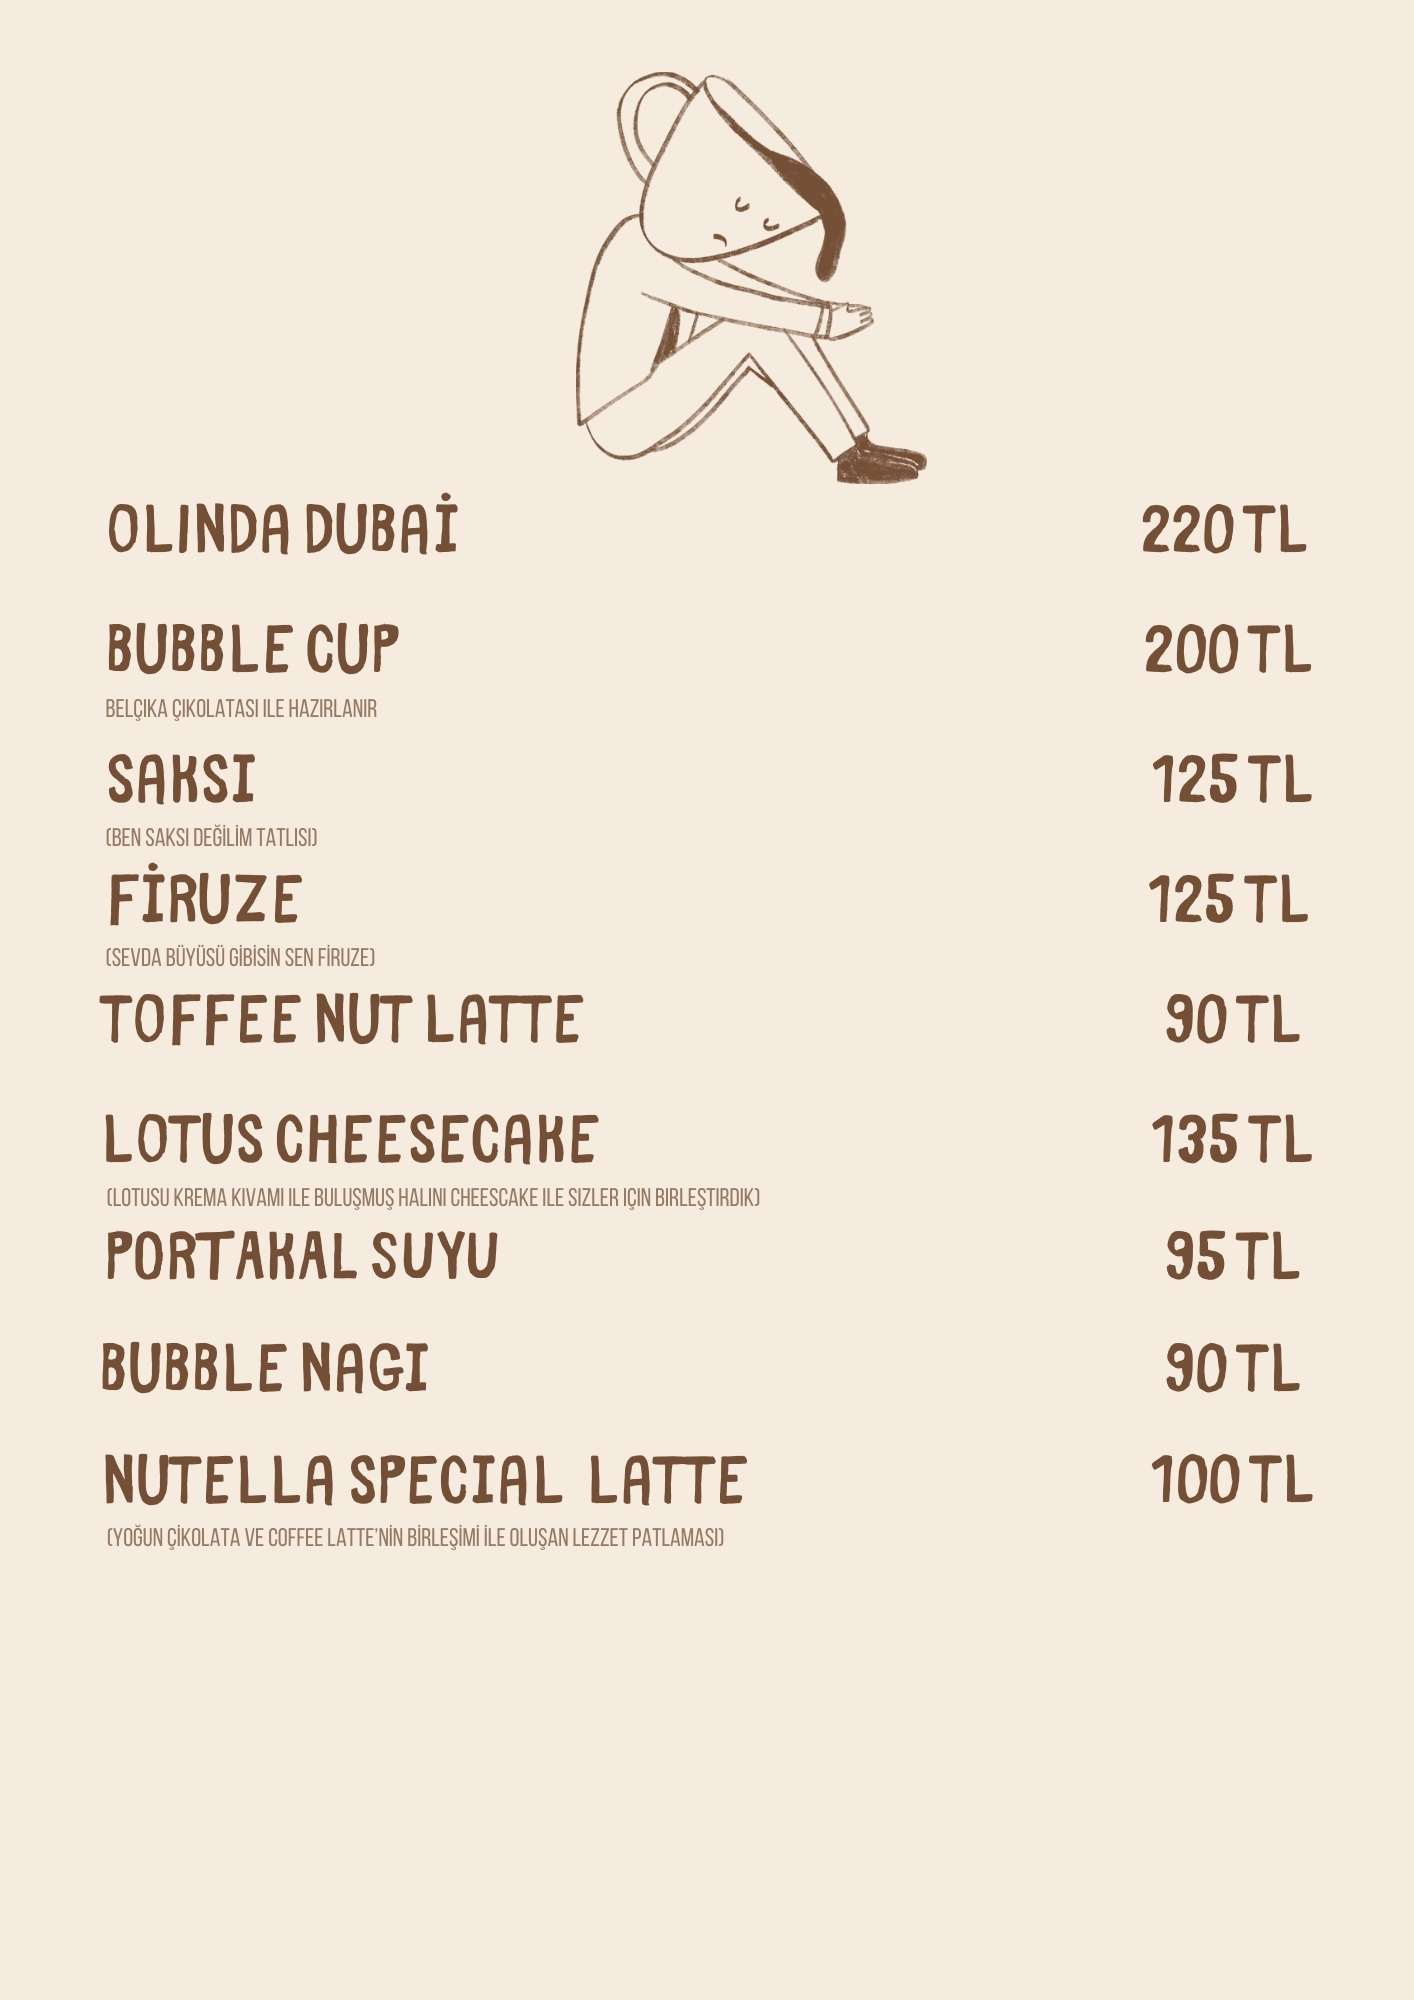 OLINDA DUBAİ 220 TL
BUBBLE CUP 200 TL
BELÇIKA ÇIKOLATASI ILE HAZIRLANIR
SAKSI 125 TL
(BEN SAKSI DEĞİLİM TATLISI)
FİRUZE 125 TL
(SEVDA BÜYÜSÜ GİBİSİN SEN FİRUZE)
TOFFEE NUT LATTE 90 TL
LOTUS CHEESECAKE 135 TL
(LOTUSU KREMA KIVAMI ILE BULUŞMUŞ HALINI CHEESCAKE ILE SIZLER IÇIN BIRLEŞTIRDIK)
PORTAKAL SUYU 95 TL
BUBBLE NAGI 90 TL
NUTELLA SPECIAL LATTE 100 TL
(YOĞUN ÇİKOLATA VE COFFEE LATTE'NİN BİRLEŞİMİ İLE OLUŞAN LEZZET PATLAMASI)